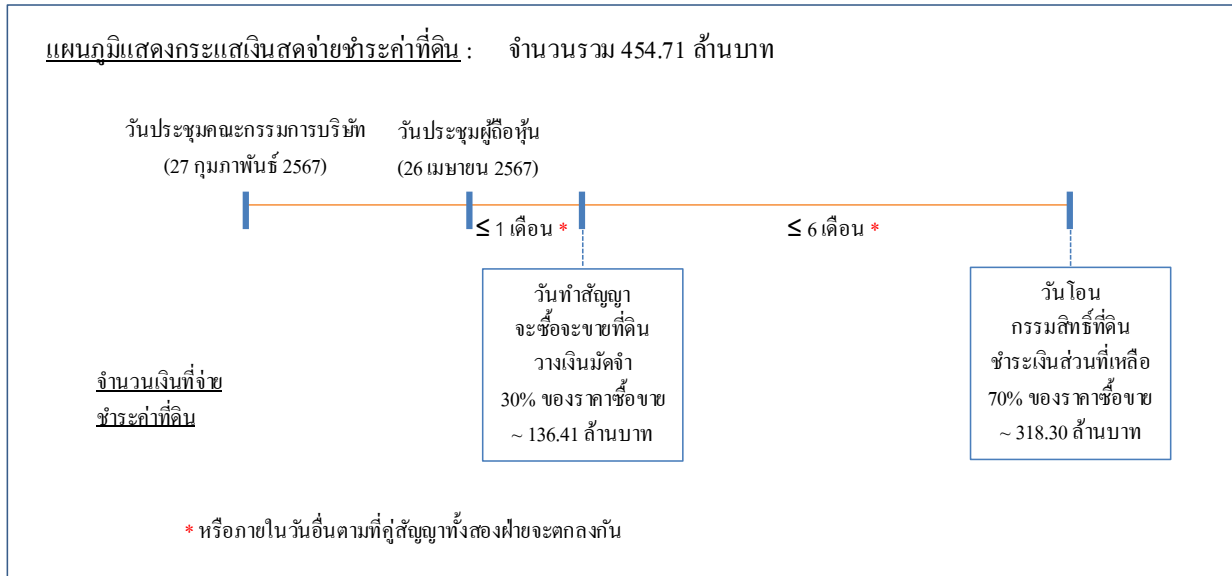 แผนภูมิแสดงกระแสเงินสดจ่ายชำระค่าที่ดิน : จำนวนรวม 454.71 ล้านบาท
วันประชุมคณะกรรมการบริษัท
(27 กุมภาพันธ์ 2567)
วันประชุมผู้ถือหุ้น
(26 เมษายน 2567)
≤ 1 เดือน *
≤ 6 เดือน *
จำนวนเงินที่จ่าย
ชำระค่าที่ดิน
วันทำสัญญา
จะซื้อจะขายที่ดิน
วางเงินมัดจำ
30% ของราคาซื้อขาย
~ 136.41 ล้านบาท
วันโอน
กรรมสิทธิ์ที่ดิน
ชำระเงินส่วนที่เหลือ
70% ของราคาซื้อขาย
~ 318.30 ล้านบาท
* หรือภายในวันอื่นตามที่คู่สัญญาทั้งสองฝ่ายจะตกลงกัน